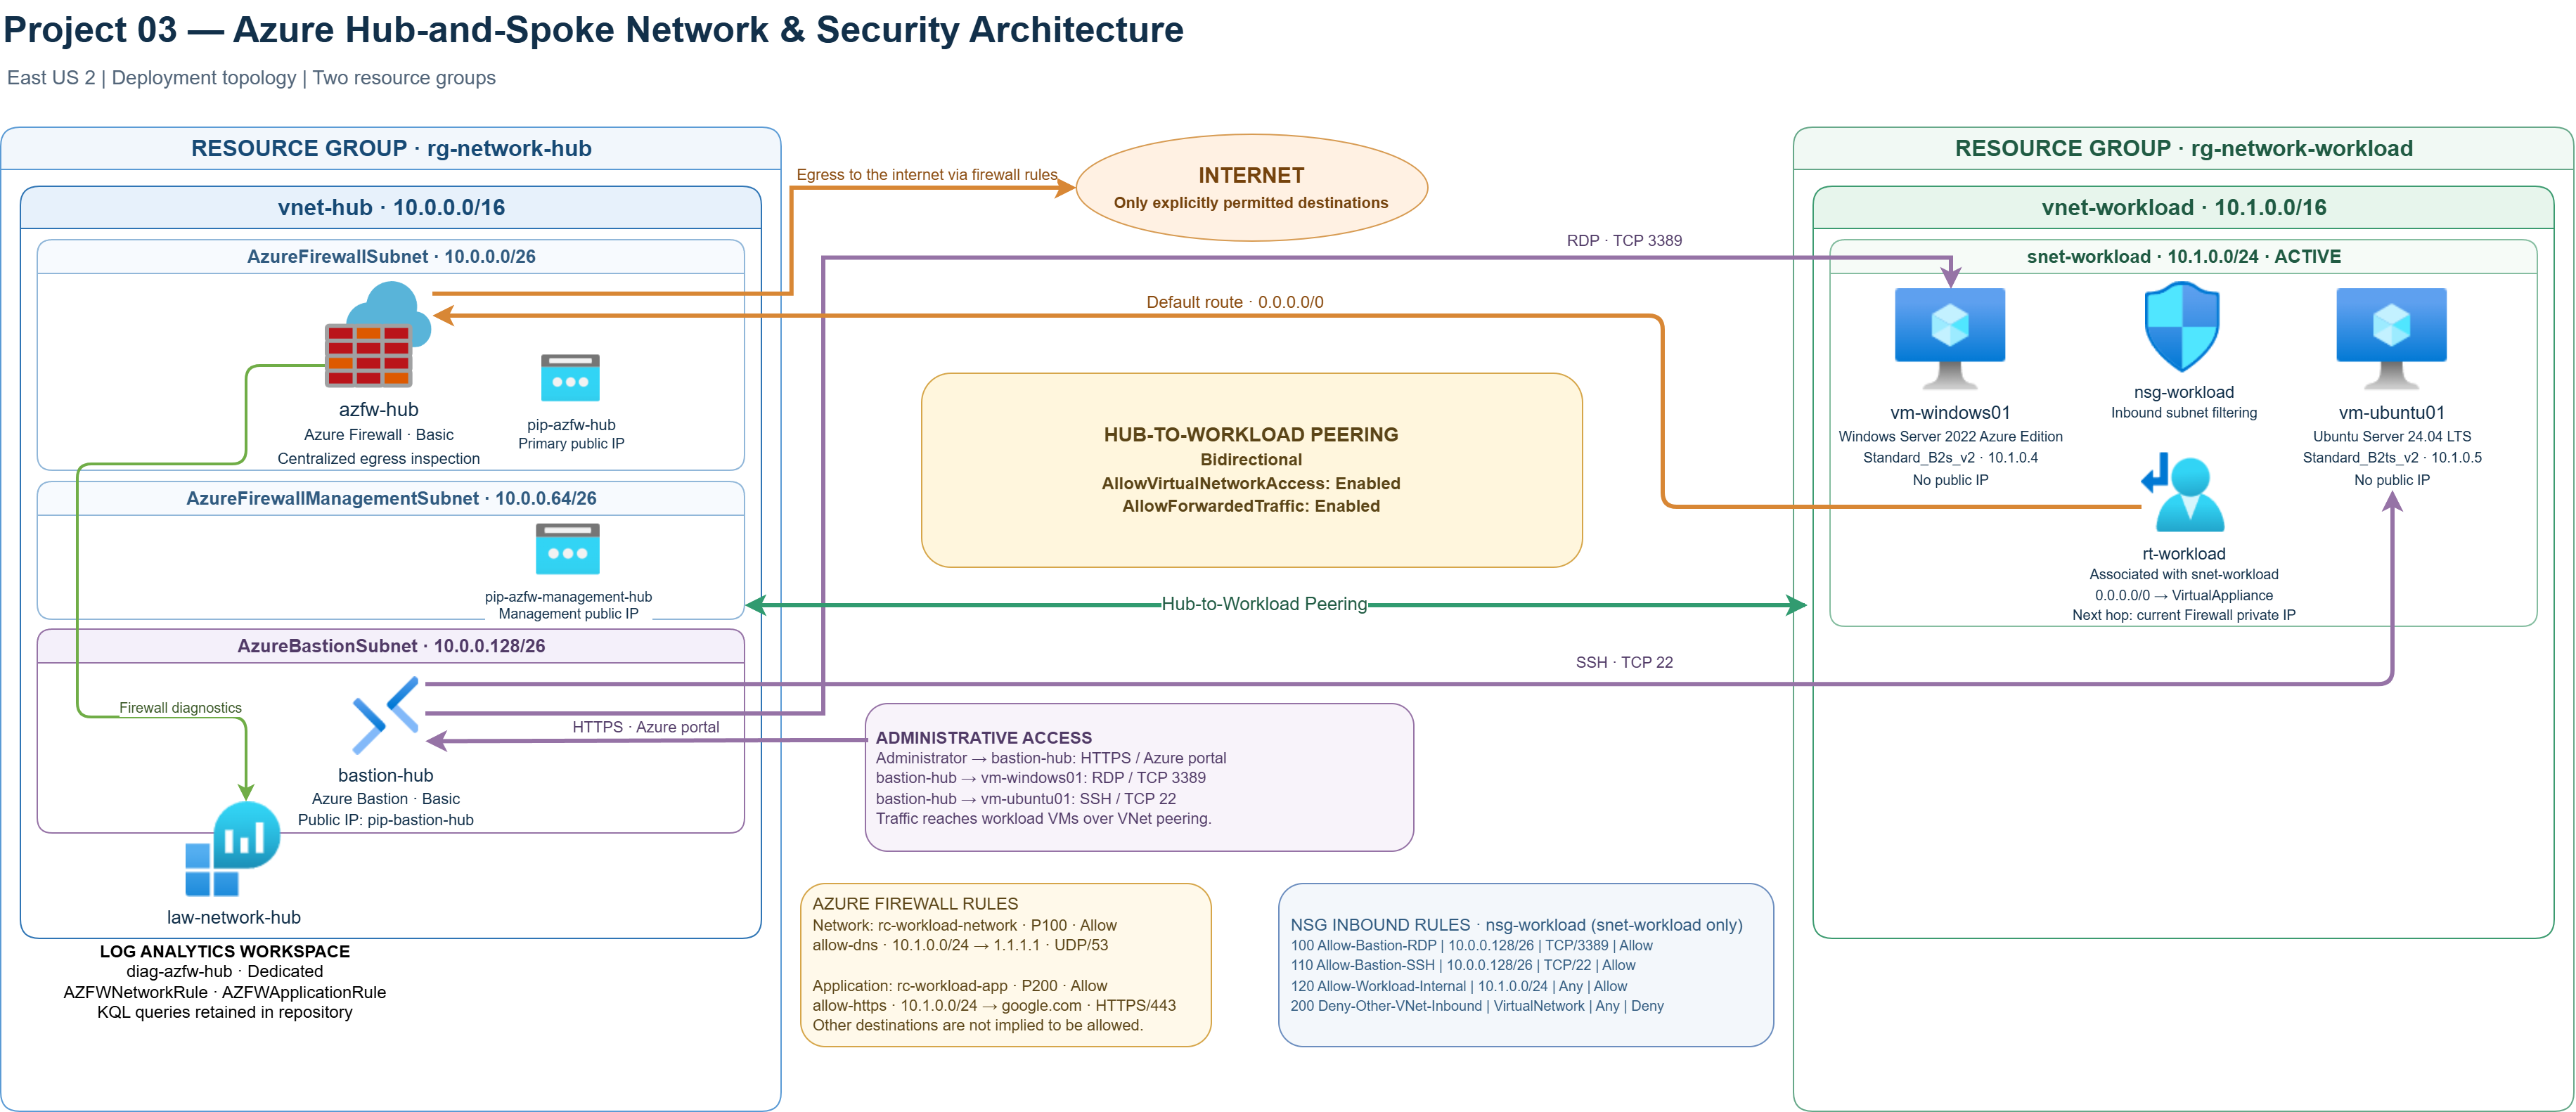 Project 03 — Azure Hub-and-Spoke Network & Security Architecture
East US 2 | Deployment topology | Two resource groups
RESOURCE GROUP · rg-network-hub
vnet-hub · 10.0.0.0/16
AzureFirewallSubnet · 10.0.0.0/26
azfw-hub
Azure Firewall · Basic
Centralized egress inspection
pip-azfw-hub
Primary public IP
AzureFirewallManagementSubnet · 10.0.0.64/26
pip-azfw-management-hub
Management public IP
AzureBastionSubnet · 10.0.0.128/26
Firewall diagnostics
HTTPS · Azure portal
bastion-hub
Azure Bastion · Basic
Public IP: pip-bastion-hub
law-network-hub
LOG ANALYTICS WORKSPACE
diag-azfw-hub · Dedicated
AZFWNetworkRule · AZFWApplicationRule
KQL queries retained in repository
Egress to the internet via firewall rules
INTERNET
Only explicitly permitted destinations
RDP · TCP 3389
Default route · 0.0.0.0/0
HUB-TO-WORKLOAD PEERING
Bidirectional
AllowVirtualNetworkAccess: Enabled
AllowForwardedTraffic: Enabled
Hub-to-Workload Peering
SSH · TCP 22
ADMINISTRATIVE ACCESS
Administrator → bastion-hub: HTTPS / Azure portal
bastion-hub → vm-windows01: RDP / TCP 3389
bastion-hub → vm-ubuntu01: SSH / TCP 22
Traffic reaches workload VMs over VNet peering.
AZURE FIREWALL RULES
Network: rc-workload-network · P100 · Allow
allow-dns · 10.1.0.0/24 → 1.1.1.1 · UDP/53
Application: rc-workload-app · P200 · Allow
allow-https · 10.1.0.0/24 → google.com · HTTPS/443
Other destinations are not implied to be allowed.
NSG INBOUND RULES · nsg-workload (snet-workload only)
100 Allow-Bastion-RDP | 10.0.0.128/26 | TCP/3389 | Allow
110 Allow-Bastion-SSH | 10.0.0.128/26 | TCP/22 | Allow
120 Allow-Workload-Internal | 10.1.0.0/24 | Any | Allow
200 Deny-Other-VNet-Inbound | VirtualNetwork | Any | Deny
RESOURCE GROUP · rg-network-workload
vnet-workload · 10.1.0.0/16
snet-workload · 10.1.0.0/24 · ACTIVE
vm-windows01
Windows Server 2022 Azure Edition
Standard_B2s_v2 · 10.1.0.4
No public IP
nsg-workload
Inbound subnet filtering
vm-ubuntu01
Ubuntu Server 24.04 LTS
Standard_B2ts_v2 · 10.1.0.5
No public IP
rt-workload
Associated with snet-workload
0.0.0.0/0 → VirtualAppliance
Next hop: current Firewall private IP